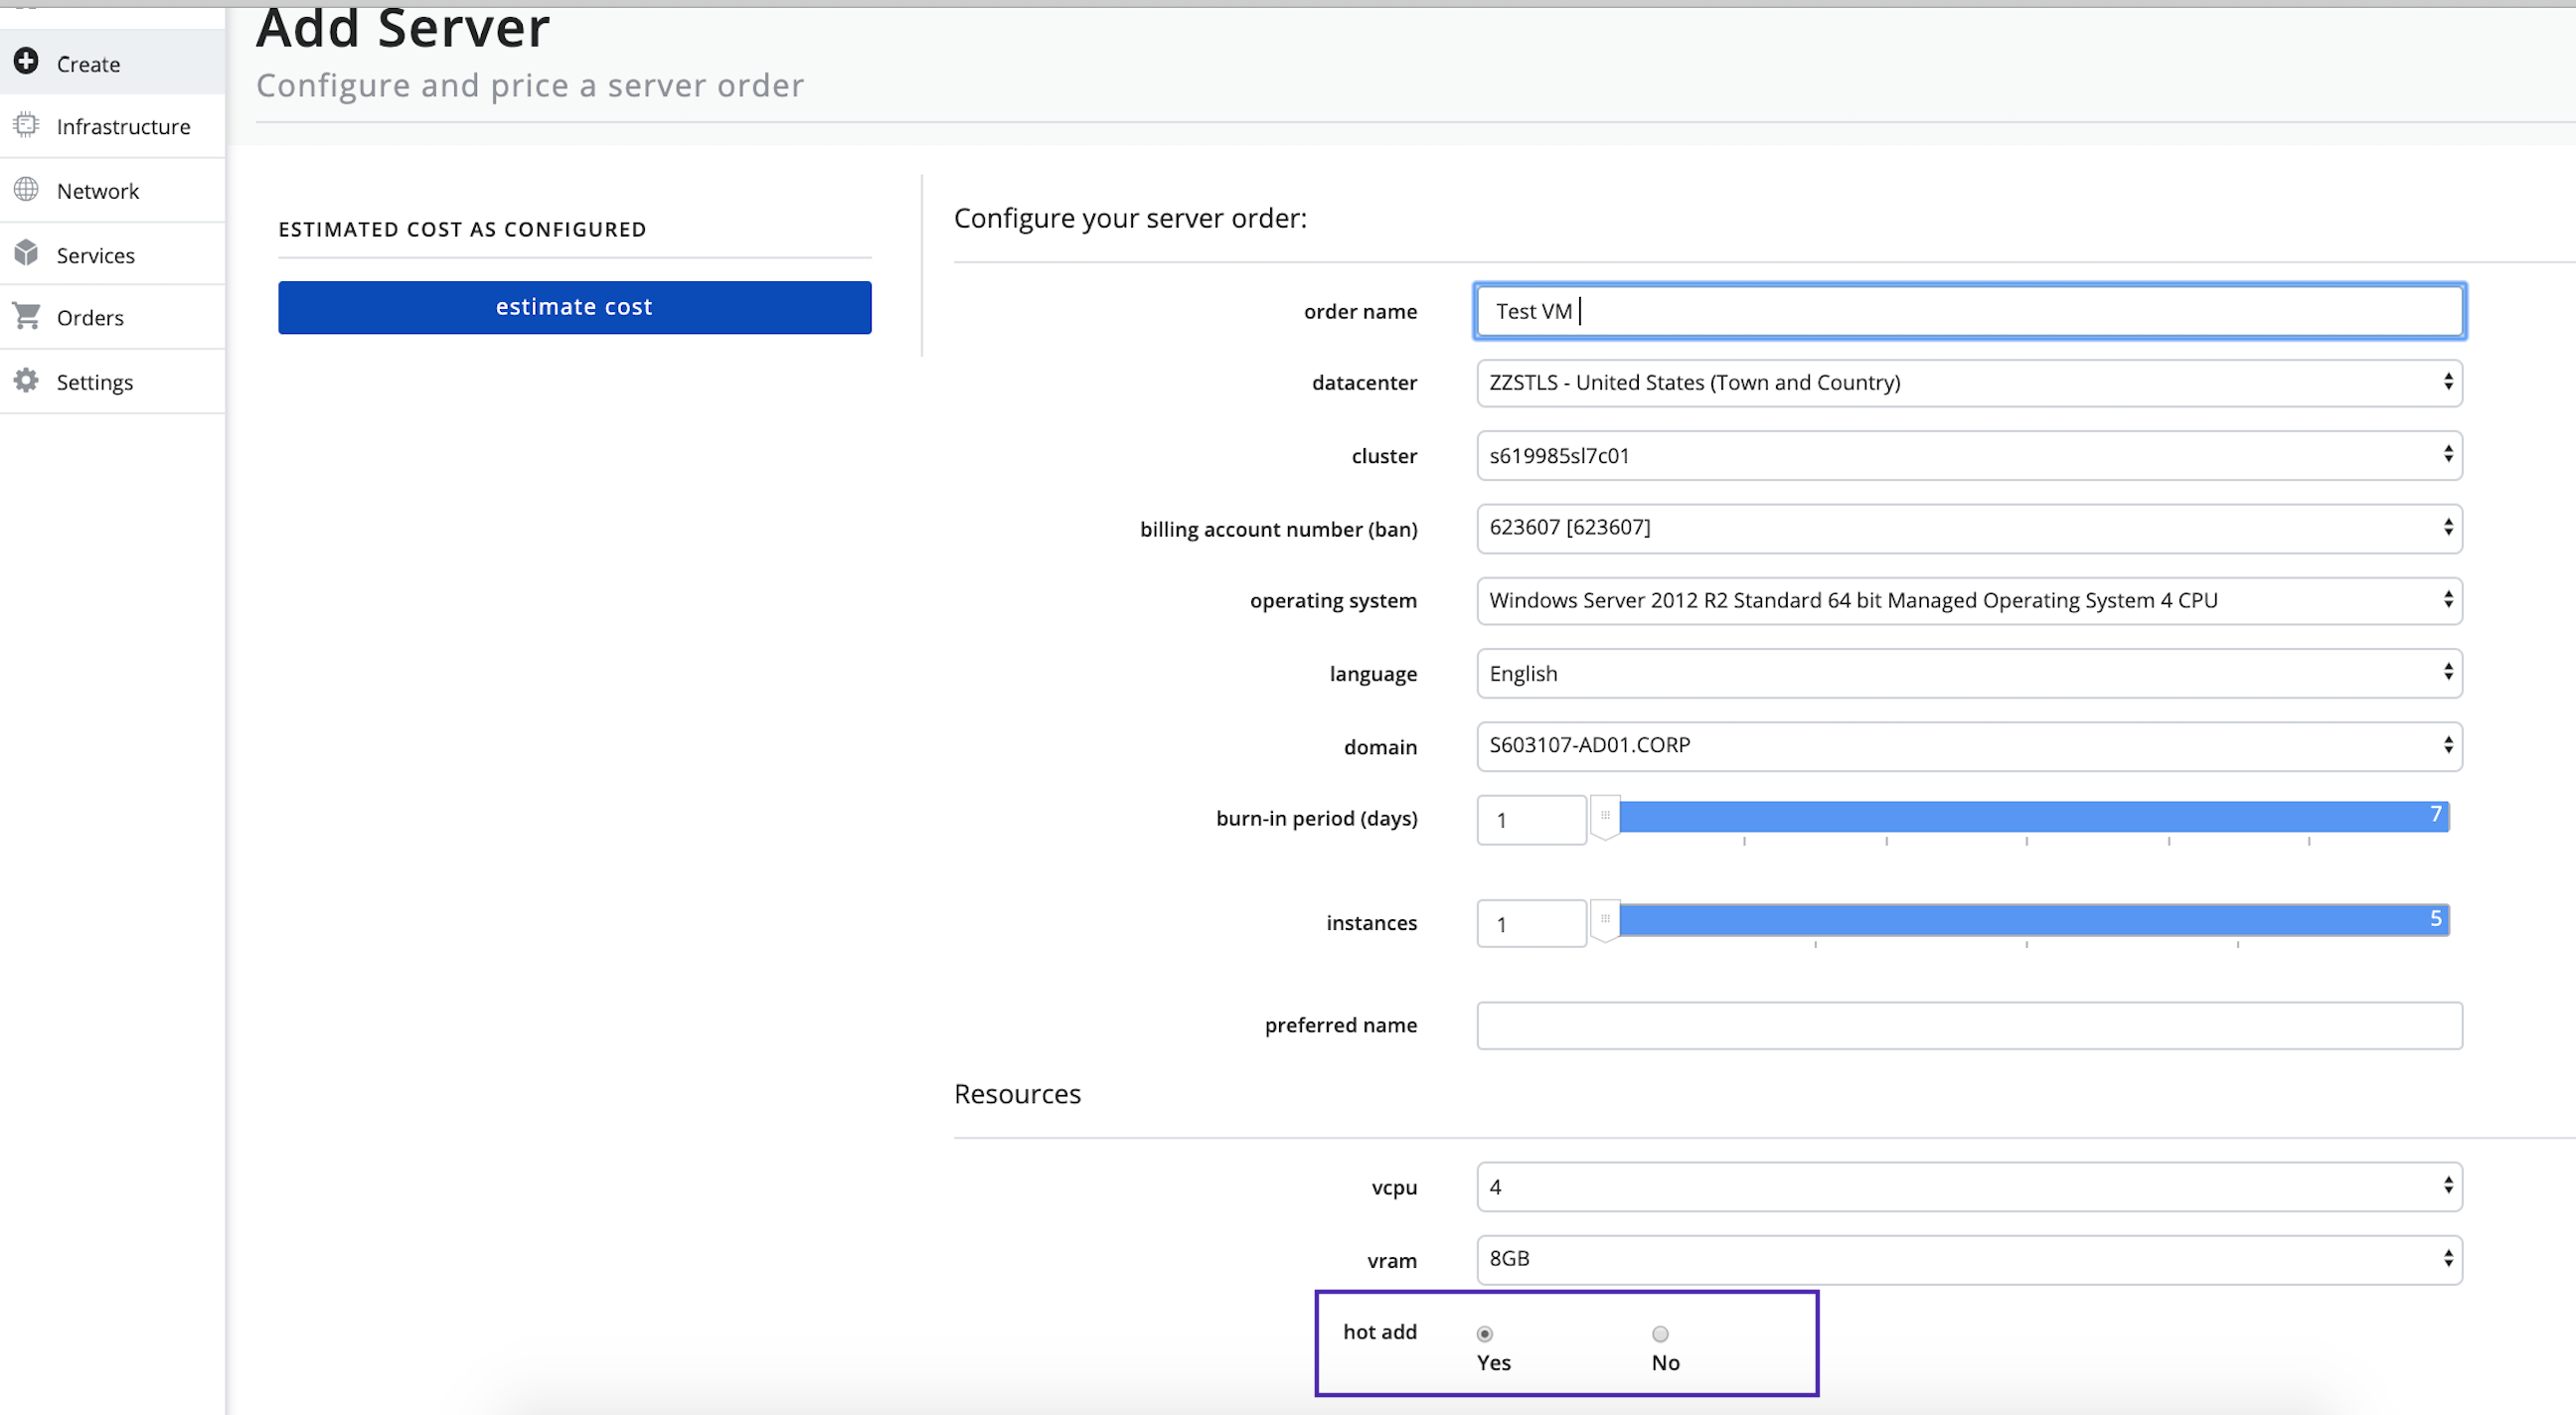 Add Server
Configure and price a server order
Create
Infrastructure
Network
Services
Orders
Settings
ESTIMATED COST AS CONFIGURED
estimate cost
Configure your server order:
order name Test VM
datacenter ZZSTLS - United States (Town and Country)
cluster s619985sl7c01
billing account number (ban) 623607 [623607]
operating system Windows Server 2012 R2 Standard 64 bit Managed Operating System 4 CPU
language English
domain S603107-AD01.CORP
burn-in period (days) 1 7
instances 1 5
preferred name
Resources
vcpu 4
vram 8GB
hot add
Yes No